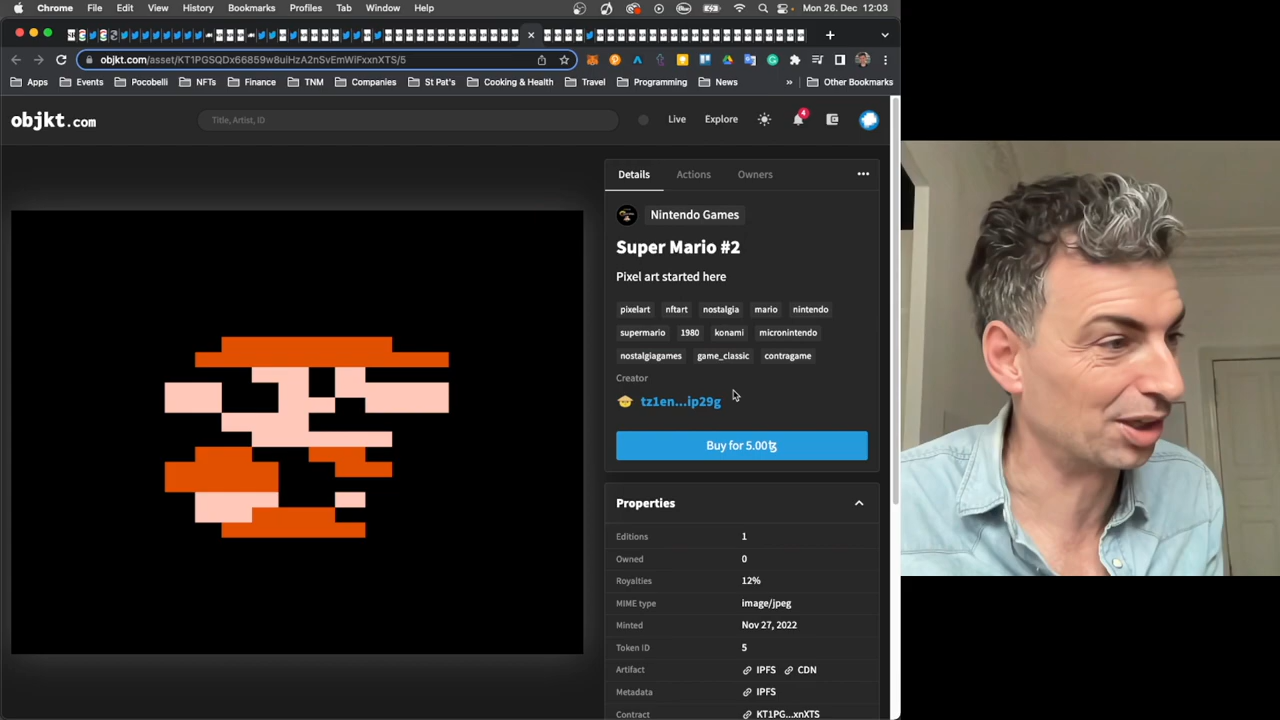 Chrome File Edit View History Bookmarks Profiles Tab Window Help Mon 26. Dec 12:03
objkt.com/asset/KT1PGSQDx66859w8uiHzA2nSvEmWiFxxnXTS/5
Apps Events Pocobelli NFTs Finance TNM Companies St Pat's Cooking & Health Travel Programming News » Other Bookmarks
objkt.com Title, Artist, ID Live Explore 4
Details Actions Owners
Nintendo Games
Super Mario #2
Pixel art started here
pixelart nftart nostalgia mario nintendo
supermario 1980 konami micronintendo
nostalgiagames game_classic contragame
Creator
tz1en...ip29g
Buy for 5.00ꜩ
Properties
Editions 1
Owned 0
Royalties 12%
MIME type image/jpeg
Minted Nov 27, 2022
Token ID 5
Artifact IPFS CDN
Metadata IPFS
Contract KT1PG...xnXTS